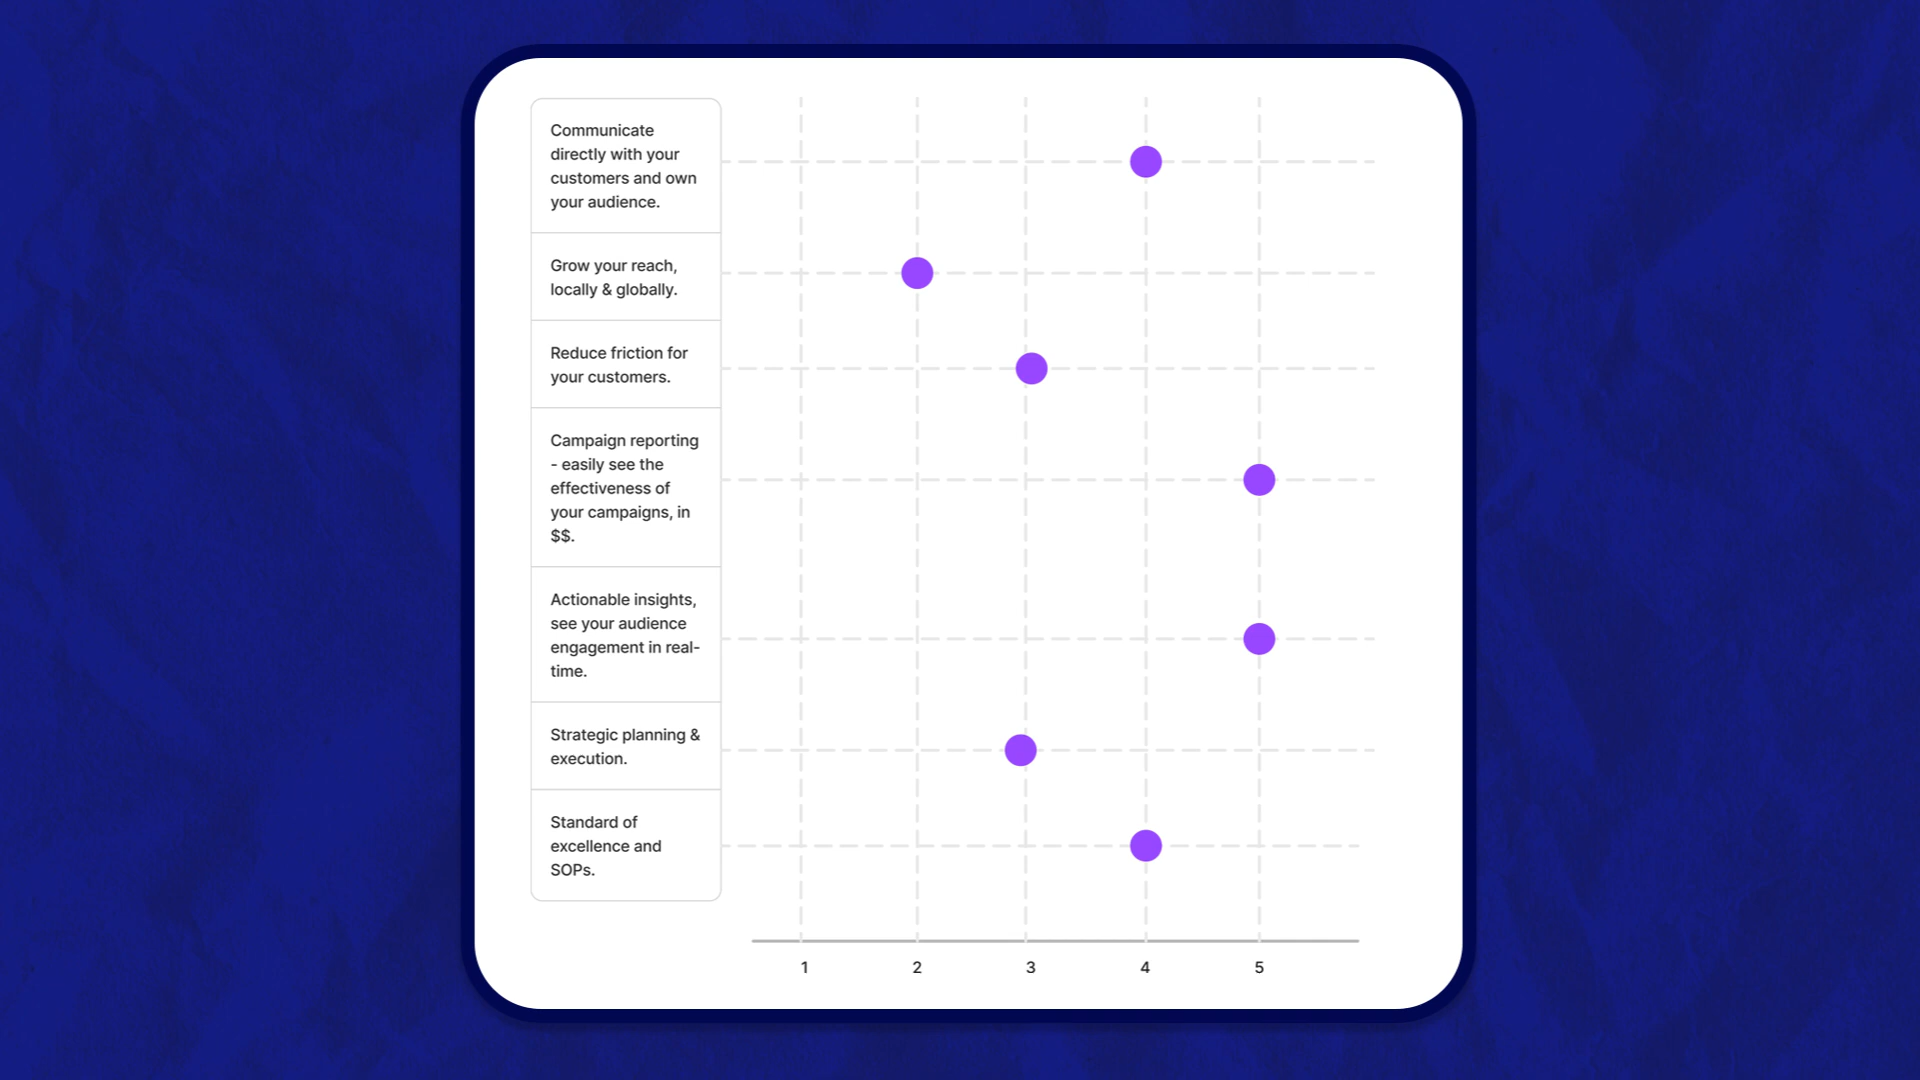 Communicate
directly with your
customers and own
your audience.
Grow your reach,
locally & globally.
Reduce friction for
your customers.
Campaign reporting
- easily see the
effectiveness of
your campaigns, in
$$.
Actionable insights,
see your audience
engagement in real-
time.
Strategic planning &
execution.
Standard of
excellence and
SOPs.
1 2 3 4 5